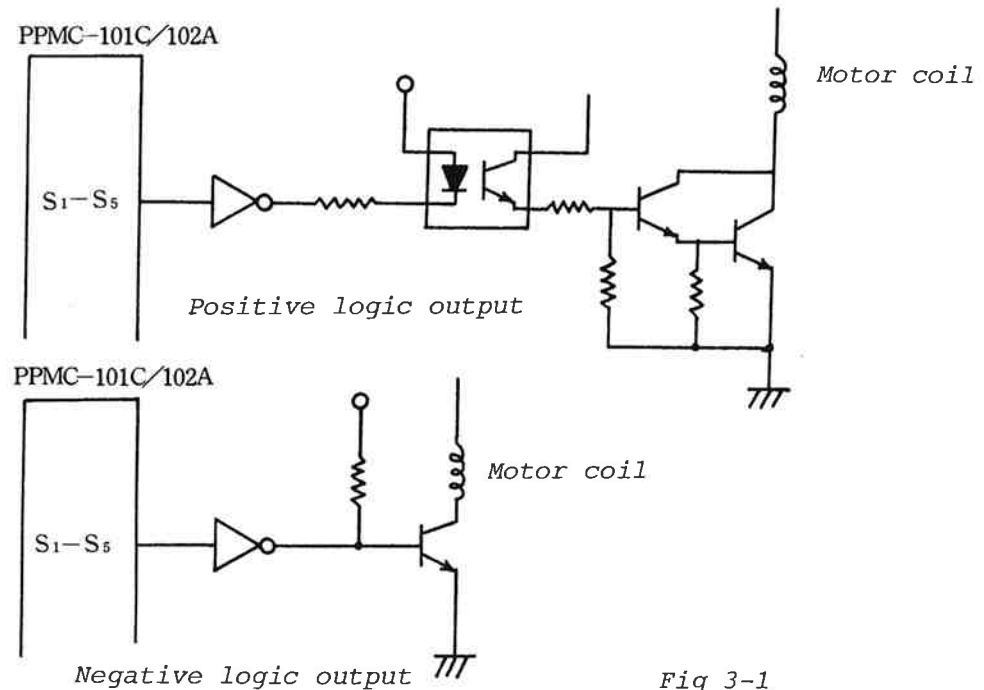 PPMC-101C/102A
Motor coil
S1-S5
Positive logic output
PPMC-101C/102A
Motor coil
S1-S5
Negative logic output
Fig 3-1